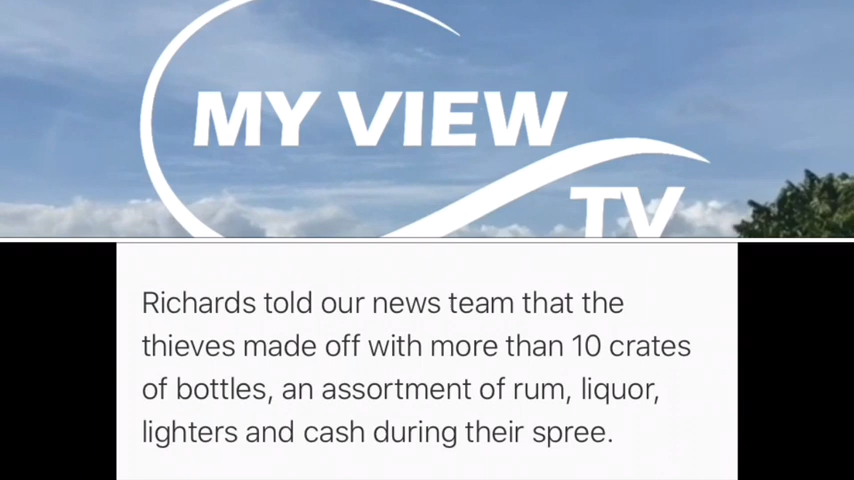 MY VIEW
TV
Richards told our news team that the
thieves made off with more than 10 crates
of bottles, an assortment of rum, liquor,
lighters and cash during their spree.